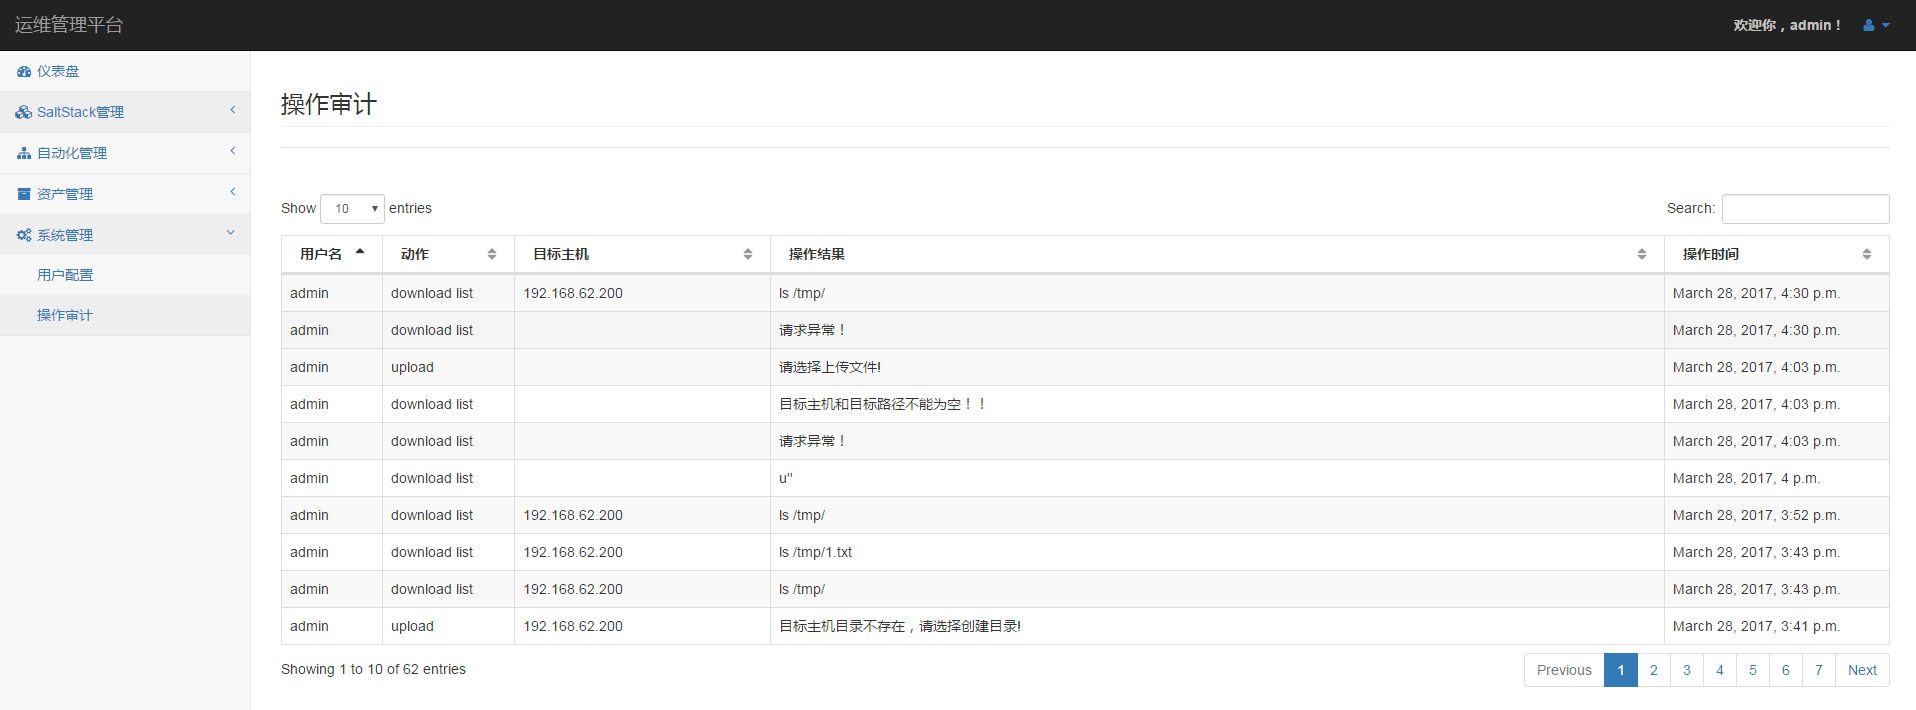 运维管理平台
欢迎你，admin！
仪表盘
SaltStack管理
自动化管理
资产管理
系统管理
用户配置
操作审计
操作审计
Show 10 entries
Search:
用户名 动作 目标主机 操作结果 操作时间
admin download list 192.168.62.200 ls /tmp/ March 28, 2017, 4:30 p.m.
admin download list 请求异常！ March 28, 2017, 4:30 p.m.
admin upload 请选择上传文件! March 28, 2017, 4:03 p.m.
admin download list 目标主机和目标路径不能为空！！ March 28, 2017, 4:03 p.m.
admin download list 请求异常！ March 28, 2017, 4:03 p.m.
admin download list u'' March 28, 2017, 4 p.m.
admin download list 192.168.62.200 ls /tmp/ March 28, 2017, 3:52 p.m.
admin download list 192.168.62.200 ls /tmp/1.txt March 28, 2017, 3:43 p.m.
admin download list 192.168.62.200 ls /tmp/ March 28, 2017, 3:43 p.m.
admin upload 192.168.62.200 目标主机目录不存在，请选择创建目录! March 28, 2017, 3:41 p.m.
Showing 1 to 10 of 62 entries
Previous 1 2 3 4 5 6 7 Next